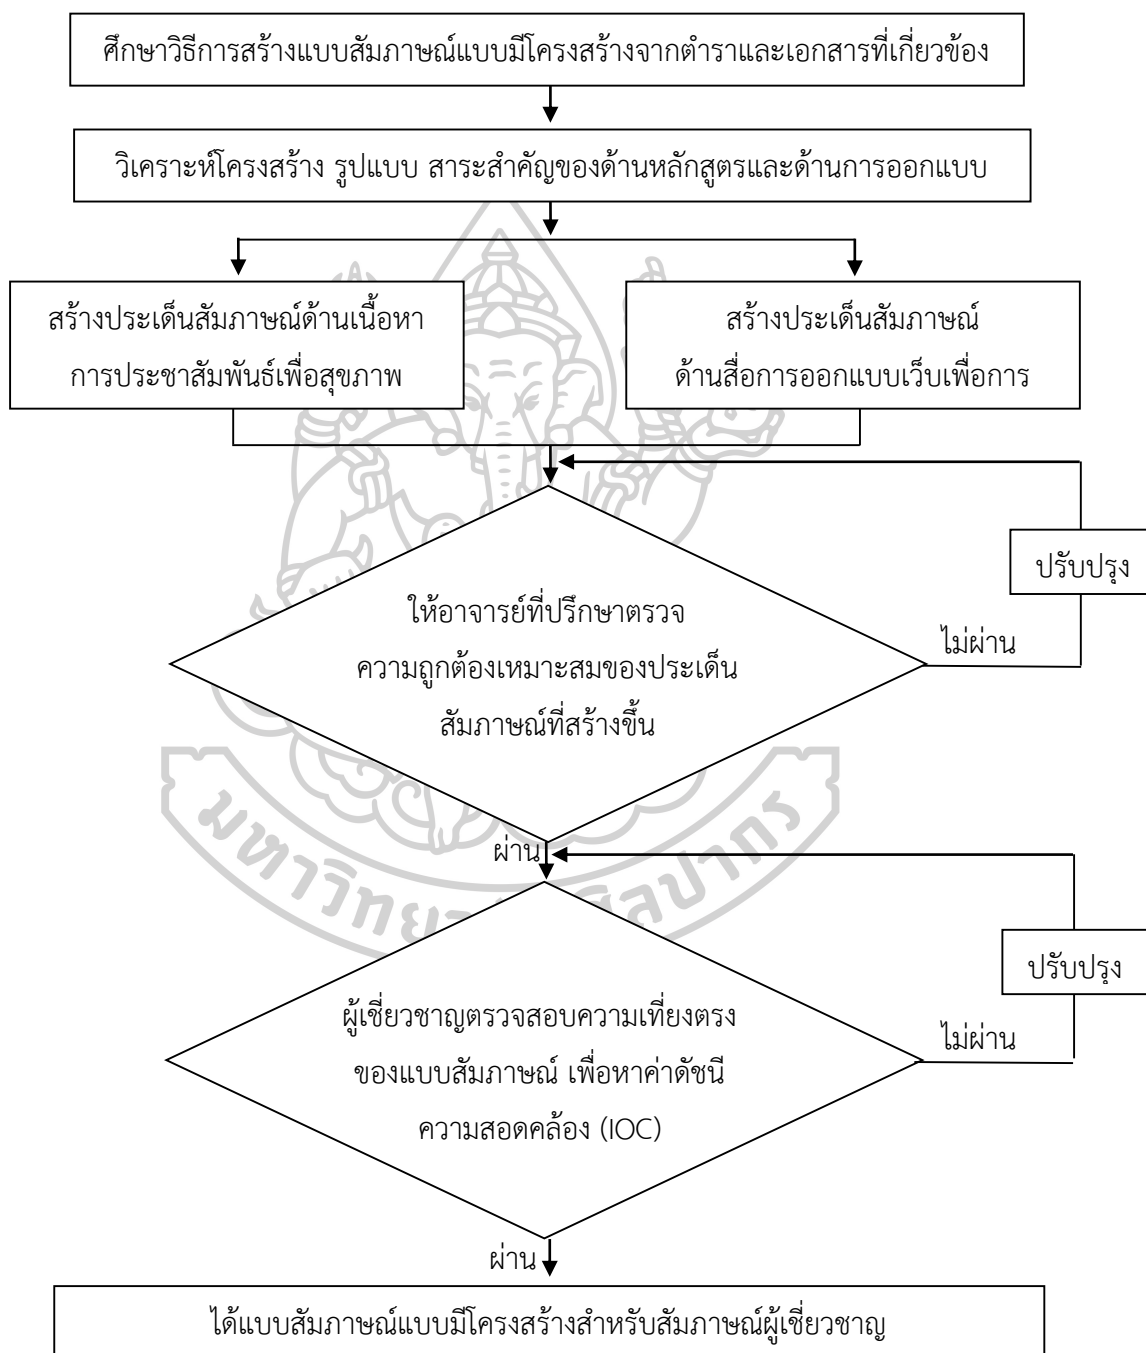 ศึกษาวิธีการสร้างแบบสัมภาษณ์แบบมีโครงสร้างจากตำราและเอกสารที่เกี่ยวข้อง
วิเคราะห์โครงสร้าง รูปแบบ สาระสำคัญของด้านหลักสูตรและด้านการออกแบบ
สร้างประเด็นสัมภาษณ์ด้านเนื้อหา
การประชาสัมพันธ์เพื่อสุขภาพ
สร้างประเด็นสัมภาษณ์
ด้านสื่อการออกแบบเว็บเพื่อการ
ปรับปรุง
ให้อาจารย์ที่ปรึกษาตรวจ
ความถูกต้องเหมาะสมของประเด็น
สัมภาษณ์ที่สร้างขึ้น
ไม่ผ่าน
ผ่าน
ปรับปรุง
ผู้เชี่ยวชาญตรวจสอบความเที่ยงตรง
ของแบบสัมภาษณ์ เพื่อหาค่าดัชนี
ความสอดคล้อง (IOC)
ไม่ผ่าน
ผ่าน
ได้แบบสัมภาษณ์แบบมีโครงสร้างสำหรับสัมภาษณ์ผู้เชี่ยวชาญ